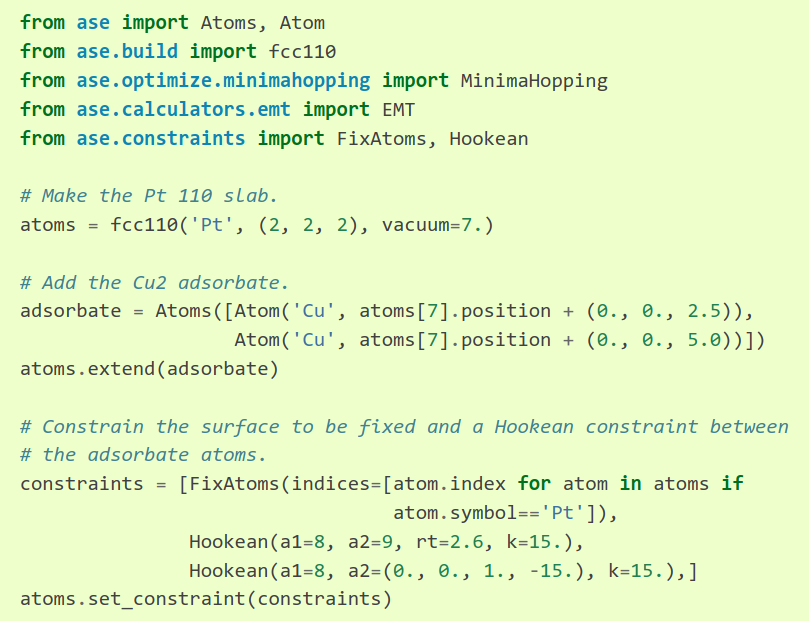 from ase import Atoms, Atom
from ase.build import fcc110
from ase.optimize.minimahopping import MinimaHopping
from ase.calculators.emt import EMT
from ase.constraints import FixAtoms, Hookean

# Make the Pt 110 slab.
atoms = fcc110('Pt', (2, 2, 2), vacuum=7.)

# Add the Cu2 adsorbate.
adsorbate = Atoms([Atom('Cu', atoms[7].position + (0., 0., 2.5)),
                   Atom('Cu', atoms[7].position + (0., 0., 5.0))])
atoms.extend(adsorbate)

# Constrain the surface to be fixed and a Hookean constraint between
# the adsorbate atoms.
constraints = [FixAtoms(indices=[atom.index for atom in atoms if
                                 atom.symbol=='Pt']),
               Hookean(a1=8, a2=9, rt=2.6, k=15.),
               Hookean(a1=8, a2=(0., 0., 1., -15.), k=15.),]
atoms.set_constraint(constraints)